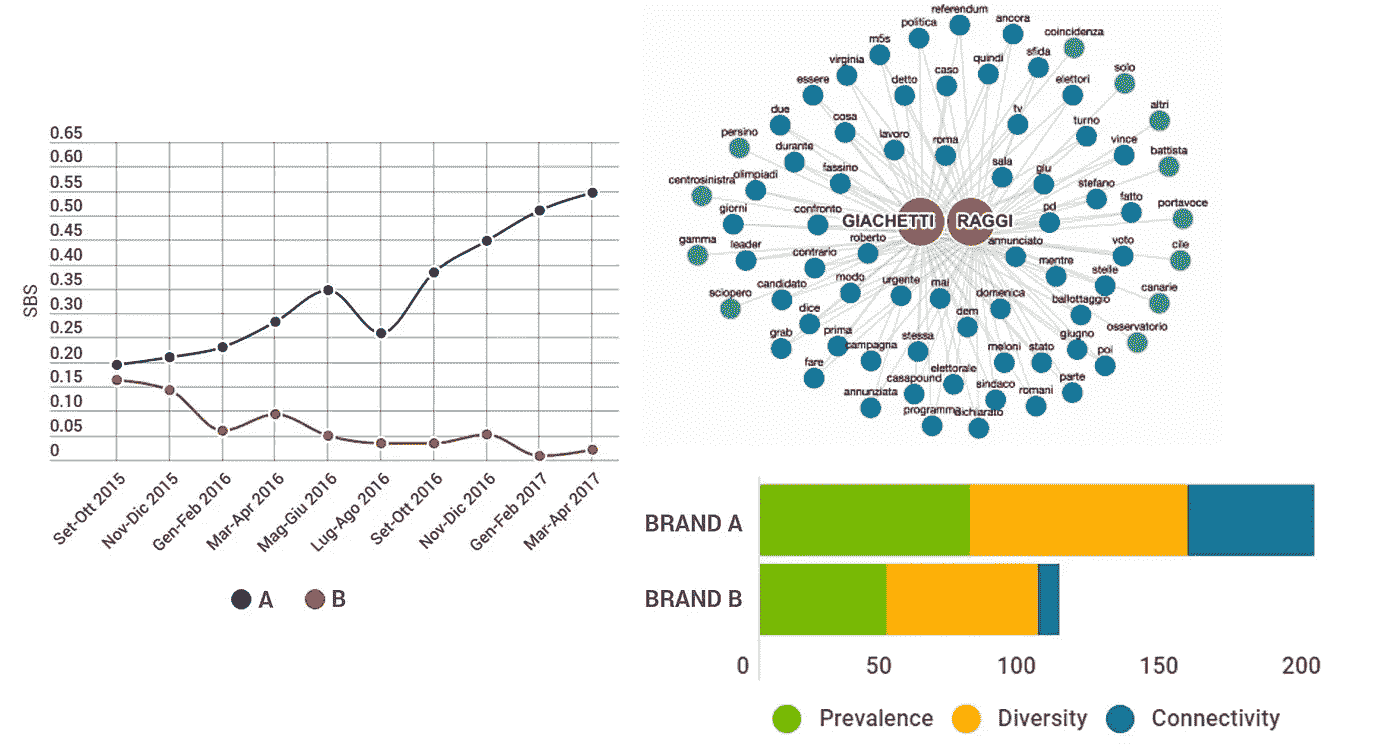 0.65
0.60
0.55
0.50
0.45
0.40
0.35
0.30
0.25
0.20
0.15
0.10
0.05
0
SBS
Set-Ott 2015
Nov-Dic 2015
Gen-Feb 2016
Mar-Apr 2016
Mag-Giu 2016
Lug-Ago 2016
Set-Ott 2016
Nov-Dic 2016
Gen-Feb 2017
Mar-Apr 2017
A
B
referendum
politica
ancora
coincidenza
m5s
virginia
quindi
sfida
solo
essere
detto
caso
elettori
altri
due
cosa
tv
turno
persino
lavoro
roma
vince
battista
durante
fassino
sala
giu
centrosinistra
olimpiadi
stefano
fatto
portavoce
giorni
confronto
GIACHETTI
RAGGI
pd
gamma
leader
roberto
annunciato
voto
cile
contrario
mentre
stelle
canarie
sciopero
candidato
modo
urgente
mai
domenica
ballottaggio
osservatorio
dice
dem
grab
prima
campagna
stessa
giugno
poi
fare
meloni
stato
elettorale
parte
annunziata
casapound
sindaco
romani
programma
dichiarato
BRAND A
BRAND B
0
50
100
150
200
Prevalence
Diversity
Connectivity